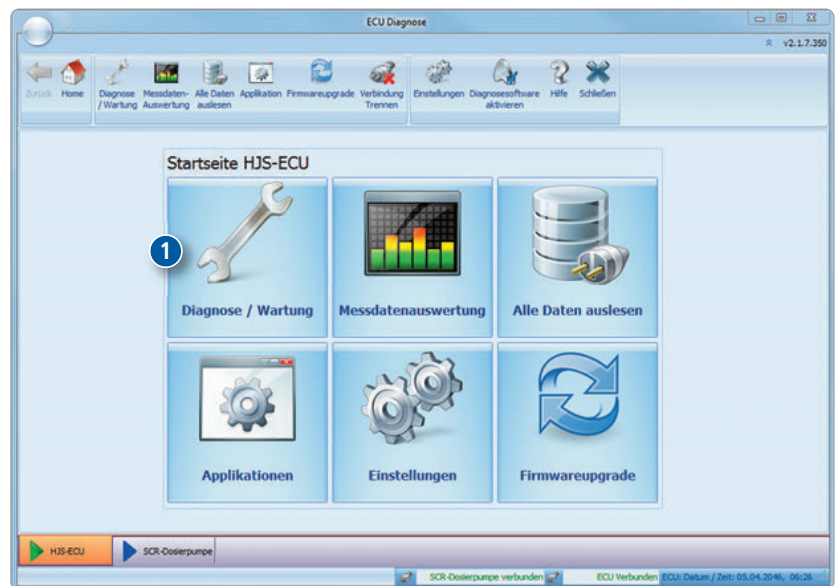 ECU Diagnose
v2.1.7.350
Zurück Home Diagnose / Wartung Messdaten-Auswertung Alle Daten auslesen Applikation Firmwareupgrade Verbindung Trennen Einstellungen Diagnosesoftware aktivieren Hilfe Schließen
Startseite HJS-ECU
1
Diagnose / Wartung Messdatenauswertung Alle Daten auslesen
Applikationen Einstellungen Firmwareupgrade
HJS-ECU SCR-Dosierpumpe
SCR-Dosierpumpe verbunden ECU Verbunden ECU: Datum / Zeit: 05.04.2046, 06:26